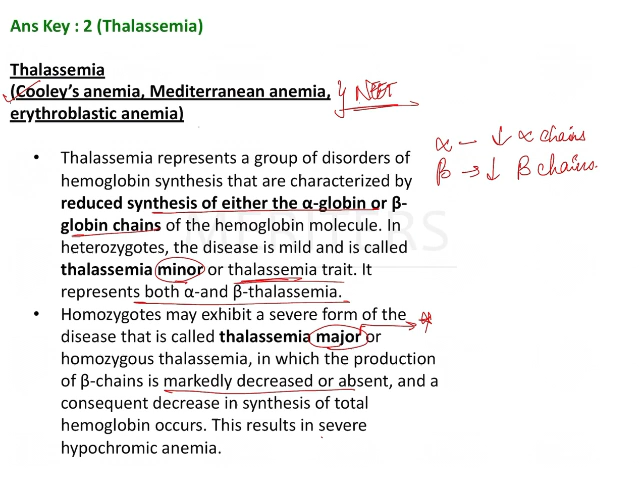 Ans Key : 2 (Thalassemia)
Thalassemia
(Cooley's anemia, Mediterranean anemia,
erythroblastic anemia)
NEET
α — ↓ α chains
β → ↓ β chains.
• Thalassemia represents a group of disorders of
hemoglobin synthesis that are characterized by
reduced synthesis of either the α-globin or β-
globin chains of the hemoglobin molecule. In
heterozygotes, the disease is mild and is called
thalassemia minor or thalassemia trait. It
represents both α-and β-thalassemia.
• Homozygotes may exhibit a severe form of the
disease that is called thalassemia major or
homozygous thalassemia, in which the production
of β-chains is markedly decreased or absent, and a
consequent decrease in synthesis of total
hemoglobin occurs. This results in severe
hypochromic anemia.